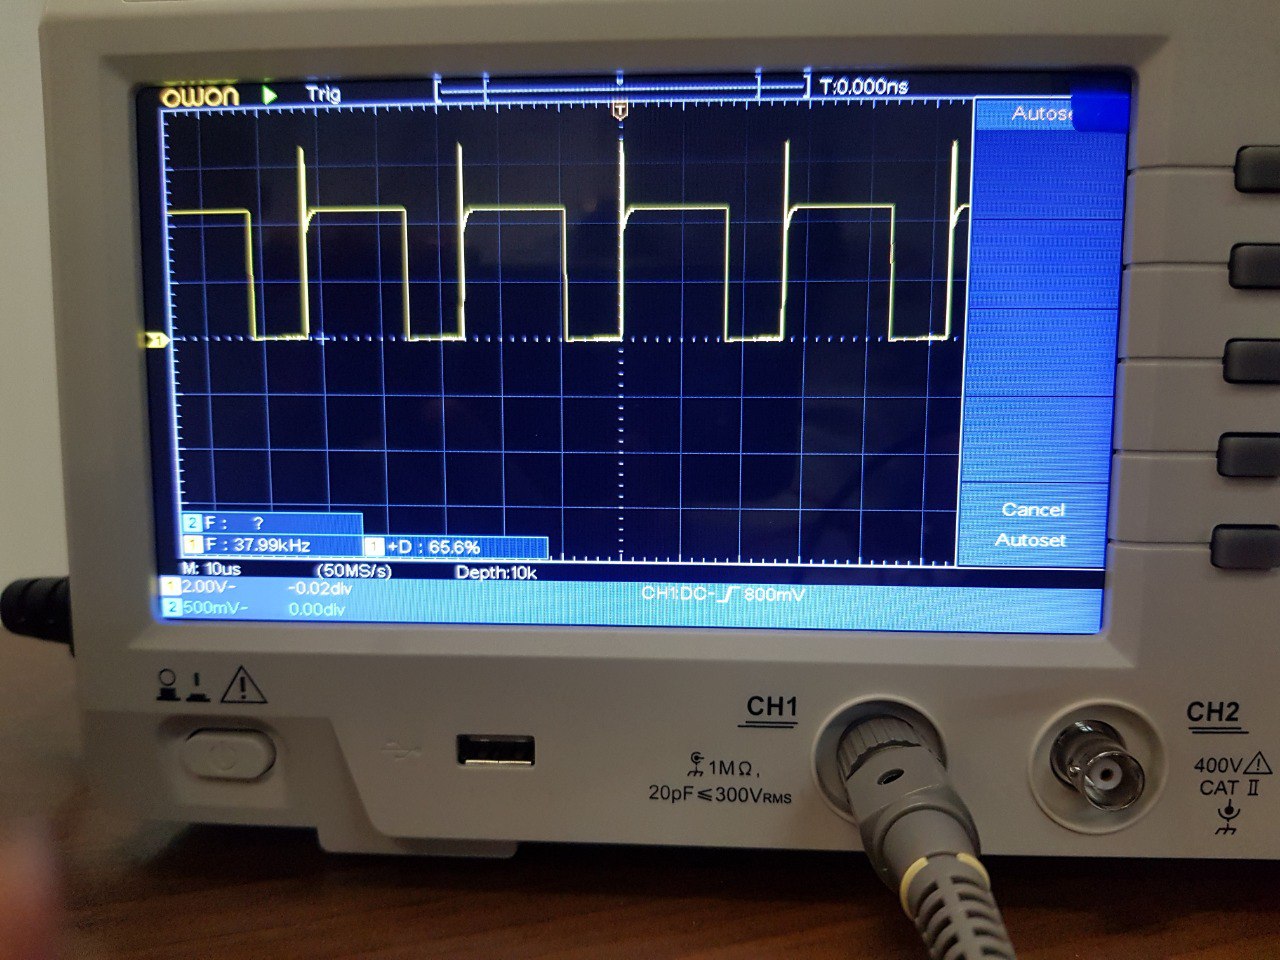 owon Trig T:0.000ns
T
Autose
1
Cancel
Autoset
2 F : ?
1 F : 37.99kHz 1 +D : 65.6%
M: 10us (50MS/s) Depth:10k
1 2.00V~ -0.02div CH1:DC- 800mV
2 500mV~ 0.00div
CH1
1MΩ,
20pF≤300VRMS
CH2
400V
CAT II